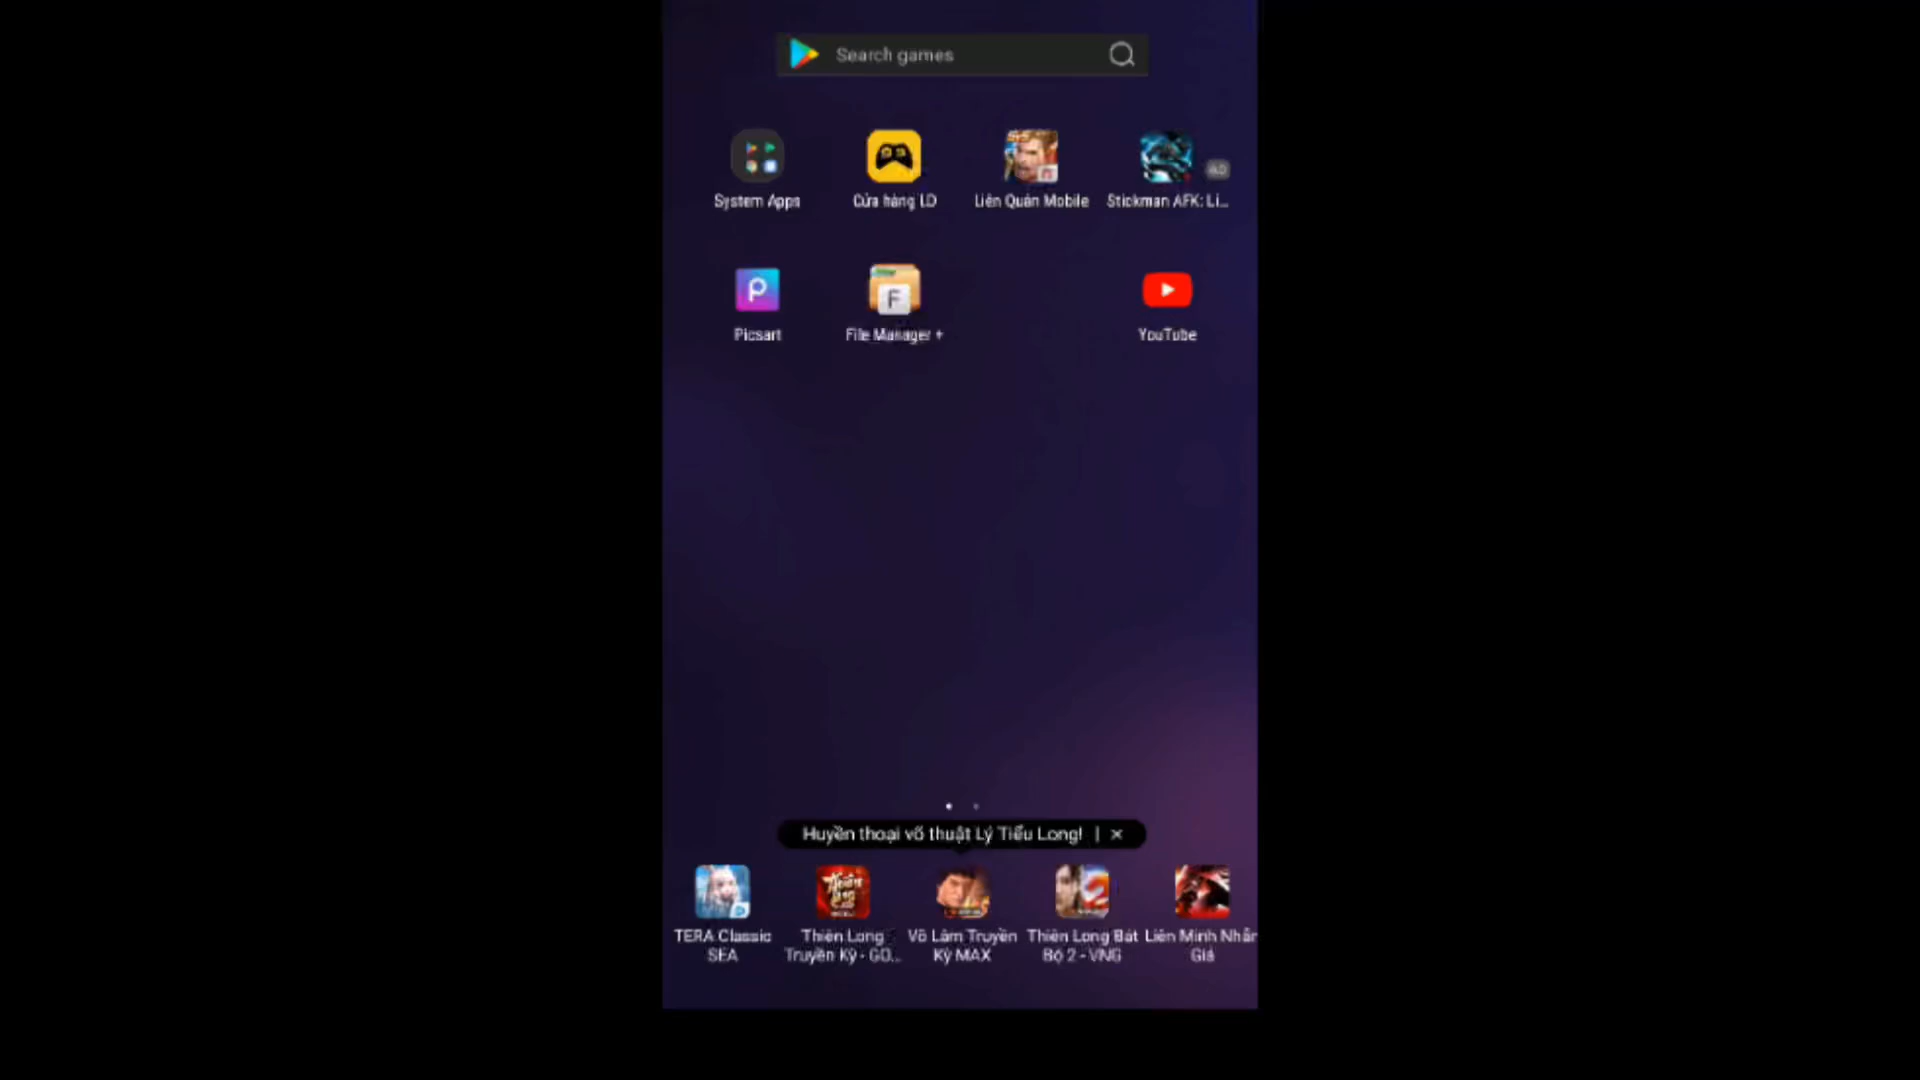 Search games
System Apps
Cửa hàng LD
Liên Quân Mobile
Stickman AFK: Li...
AD
Picsart
File Manager +
YouTube
Huyền thoại võ thuật Lý Tiểu Long! | ×
TERA Classic
SEA
Thiên Long
Truyền Kỳ - GO...
Võ Lâm Truyền
Kỳ MAX
Thiên Long Bát
Bộ 2 - VNG
Liên Minh Nhẫn
Giả